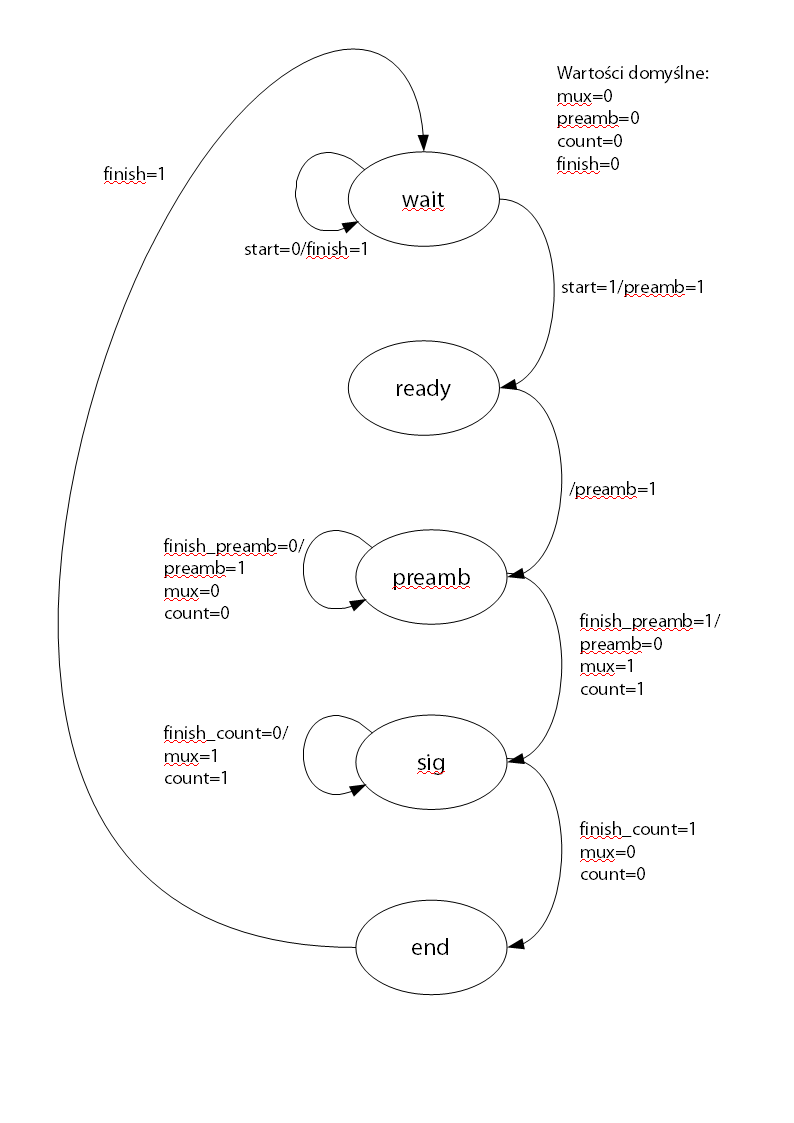 Wartości domyślne:
mux=0
preamb=0
count=0
finish=0
finish=1
wait
start=0/finish=1
start=1/preamb=1
ready
/preamb=1
finish_preamb=0/
preamb=1
mux=0
count=0
preamb
finish_preamb=1/
preamb=0
mux=1
count=1
finish_count=0/
mux=1
count=1
sig
finish_count=1
mux=0
count=0
end